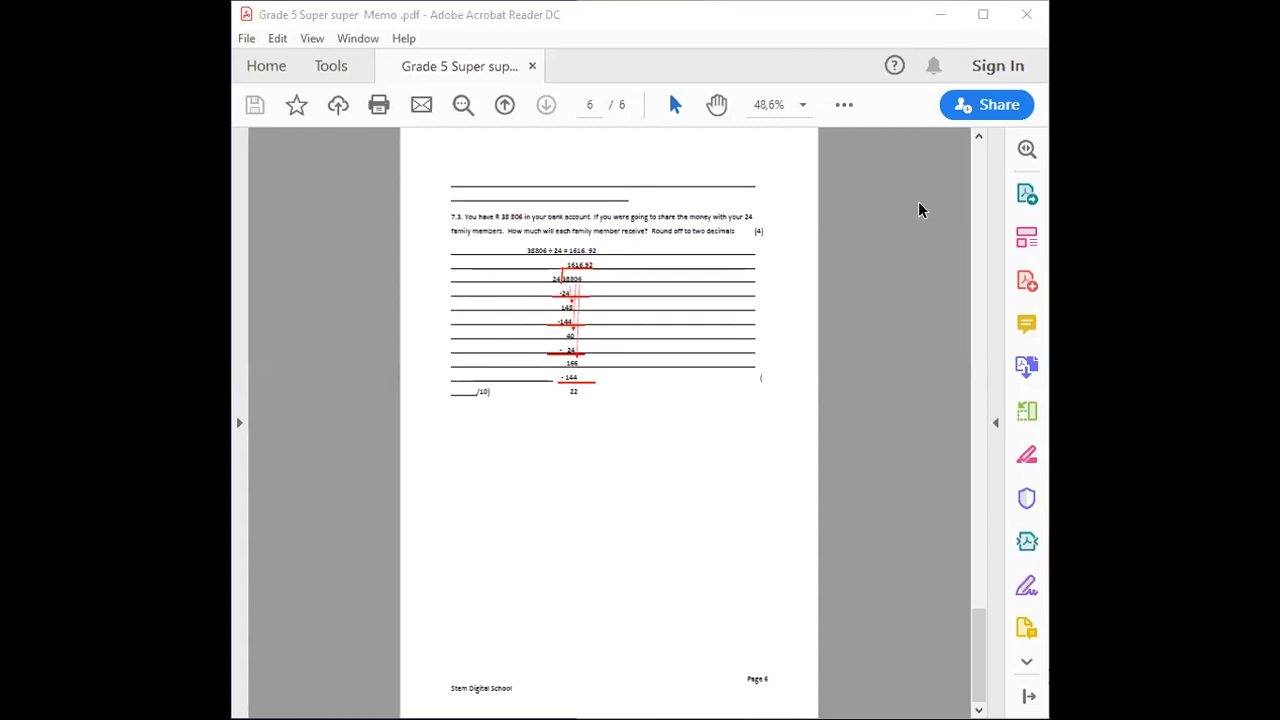 Grade 5 Super super Memo .pdf - Adobe Acrobat Reader DC
File Edit View Window Help
Home Tools Grade 5 Super sup... × Sign In
6 / 6 48,6% Share
7.3. You have R 38 806 in your bank account. If you were going to share the money with your 24
family members. How much will each family member receive? Round off to two decimals (4)
38806 ÷ 24 = 1616. 92
1616.92
24 38806
-24
148
-144
40
- 24
166
- 144 (
____/10) 22
Page 6
Stem Digital School